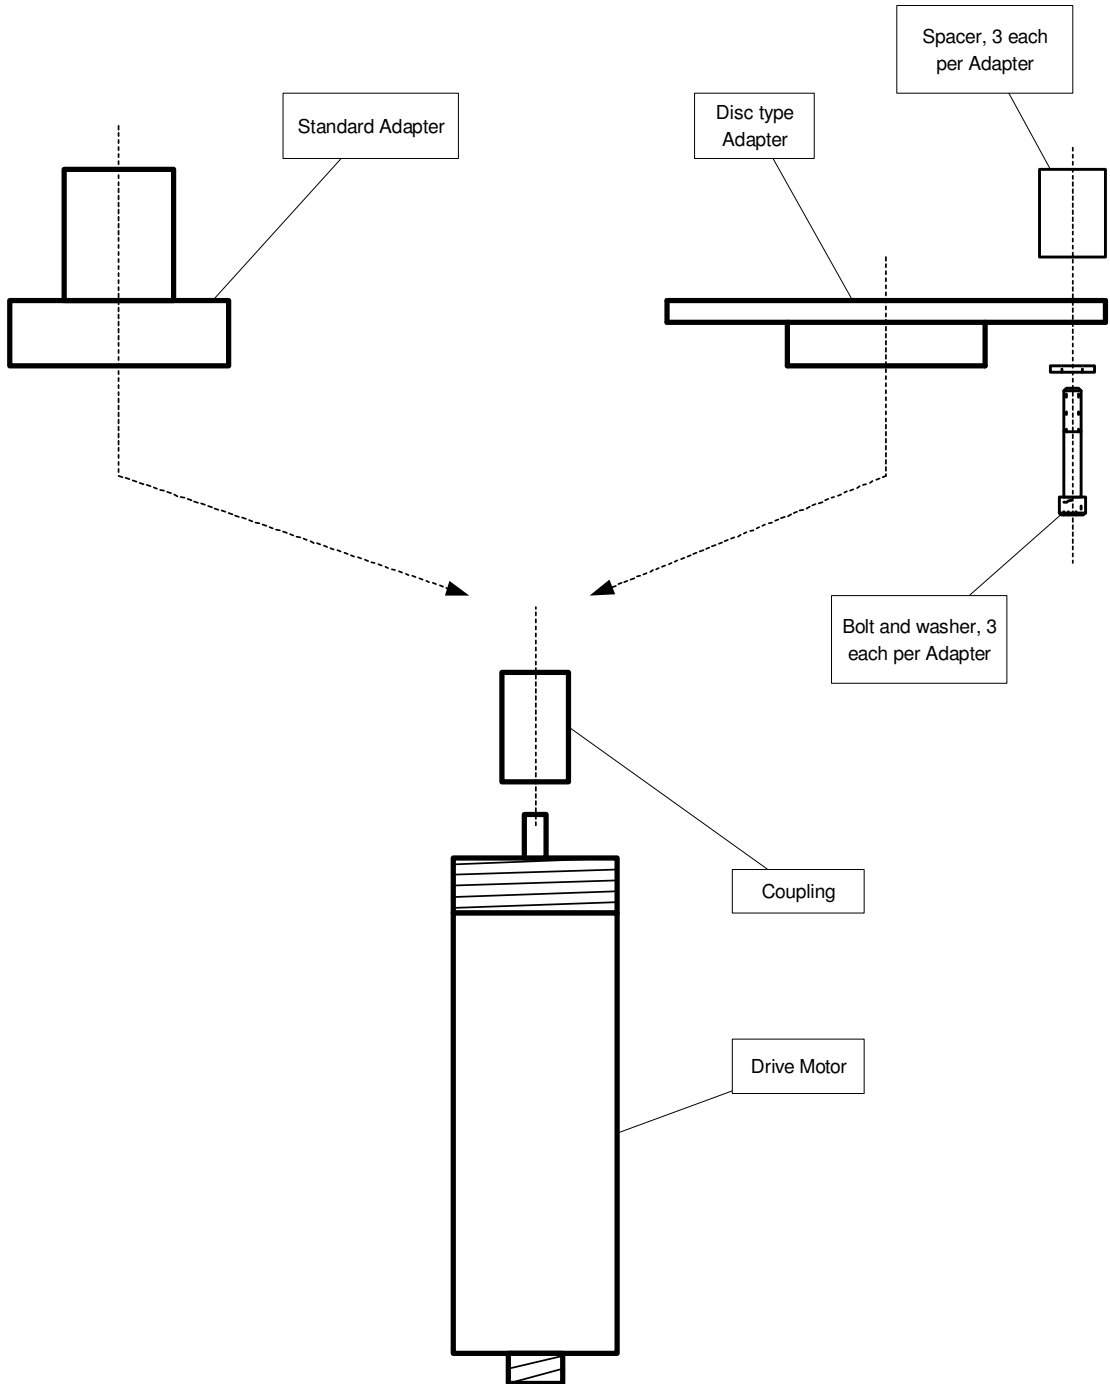 Spacer, 3 each
per Adapter
Standard Adapter
Disc type
Adapter
Bolt and washer, 3
each per Adapter
Coupling
Drive Motor